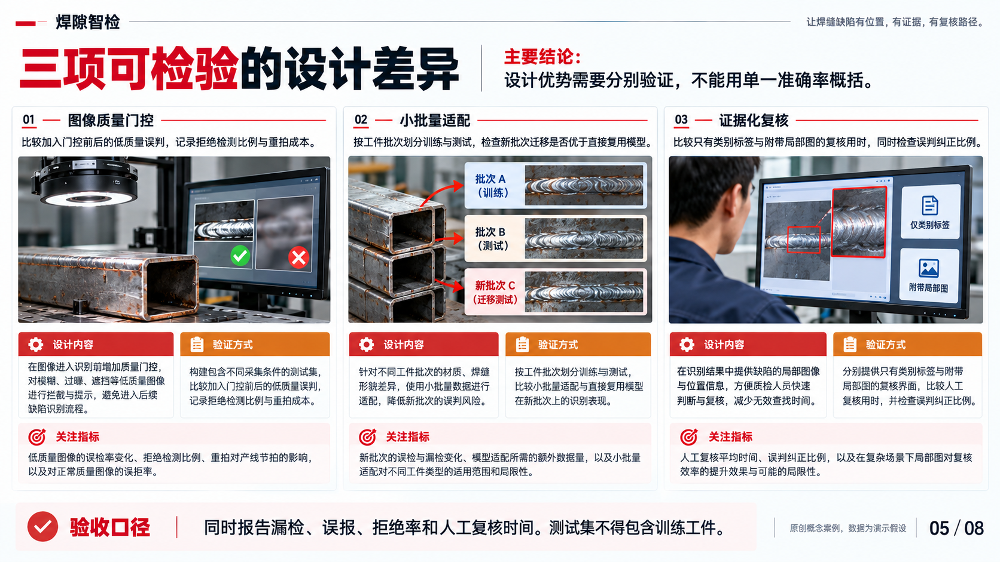 焊隙智检
让焊缝缺陷有位置，有证据，有复核路径。
三项可检验的设计差异
主要结论：
设计优势需要分别验证，不能用单一准确率概括。
01 图像质量门控
比较加入门控前后的低质量误判，记录拒绝检测比例与重拍成本。
设计内容
在图像进入识别前增加质量门控，
对模糊、过曝、遮挡等低质量图像
进行拦截与提示，避免进入后续
缺陷识别流程。
验证方式
构建包含不同采集条件的测试集，
比较加入门控前后的低质量误判，
记录拒绝检测比例与重拍成本。
关注指标
低质量图像的误检率变化、拒绝检测比例、重拍对产线节拍的影响，
以及对正常质量图像的误拒率。
02 小批量适配
按工件批次划分训练与测试，检查新批次迁移是否优于直接复用模型。
批次 A
（训练）
批次 B
（测试）
新批次 C
（迁移测试）
设计内容
针对不同工件批次的材质、焊缝
形貌差异，使用小批量数据进行
适配，降低新批次的误判风险。
验证方式
按工件批次划分训练与测试，
比较小批量适配与直接复用模型
在新批次上的识别表现。
关注指标
新批次的误检与漏检变化、模型适配所需的额外数据量，以及小批量
适配对不同工件类型的适用范围和局限性。
03 证据化复核
比较只有类别标签与附带局部图的复核用时，同时检查误判纠正比例。
仅类别标签
附带局部图
设计内容
在识别结果中提供缺陷的局部图像
与位置信息，方便质检人员快速
判断与复核，减少无效查找时间。
验证方式
分别提供只有类别标签与附带
局部图的复核界面，比较人工
复核用时，并检查误判纠正比例。
关注指标
人工复核平均时间、误判纠正比例，以及在复杂场景下局部图对复核
效率的提升效果与可能的局限性。
验收口径
同时报告漏检、误报、拒绝率和人工复核时间。测试集不得包含训练工件。
原创概念案例，数据为演示假设
05 / 08